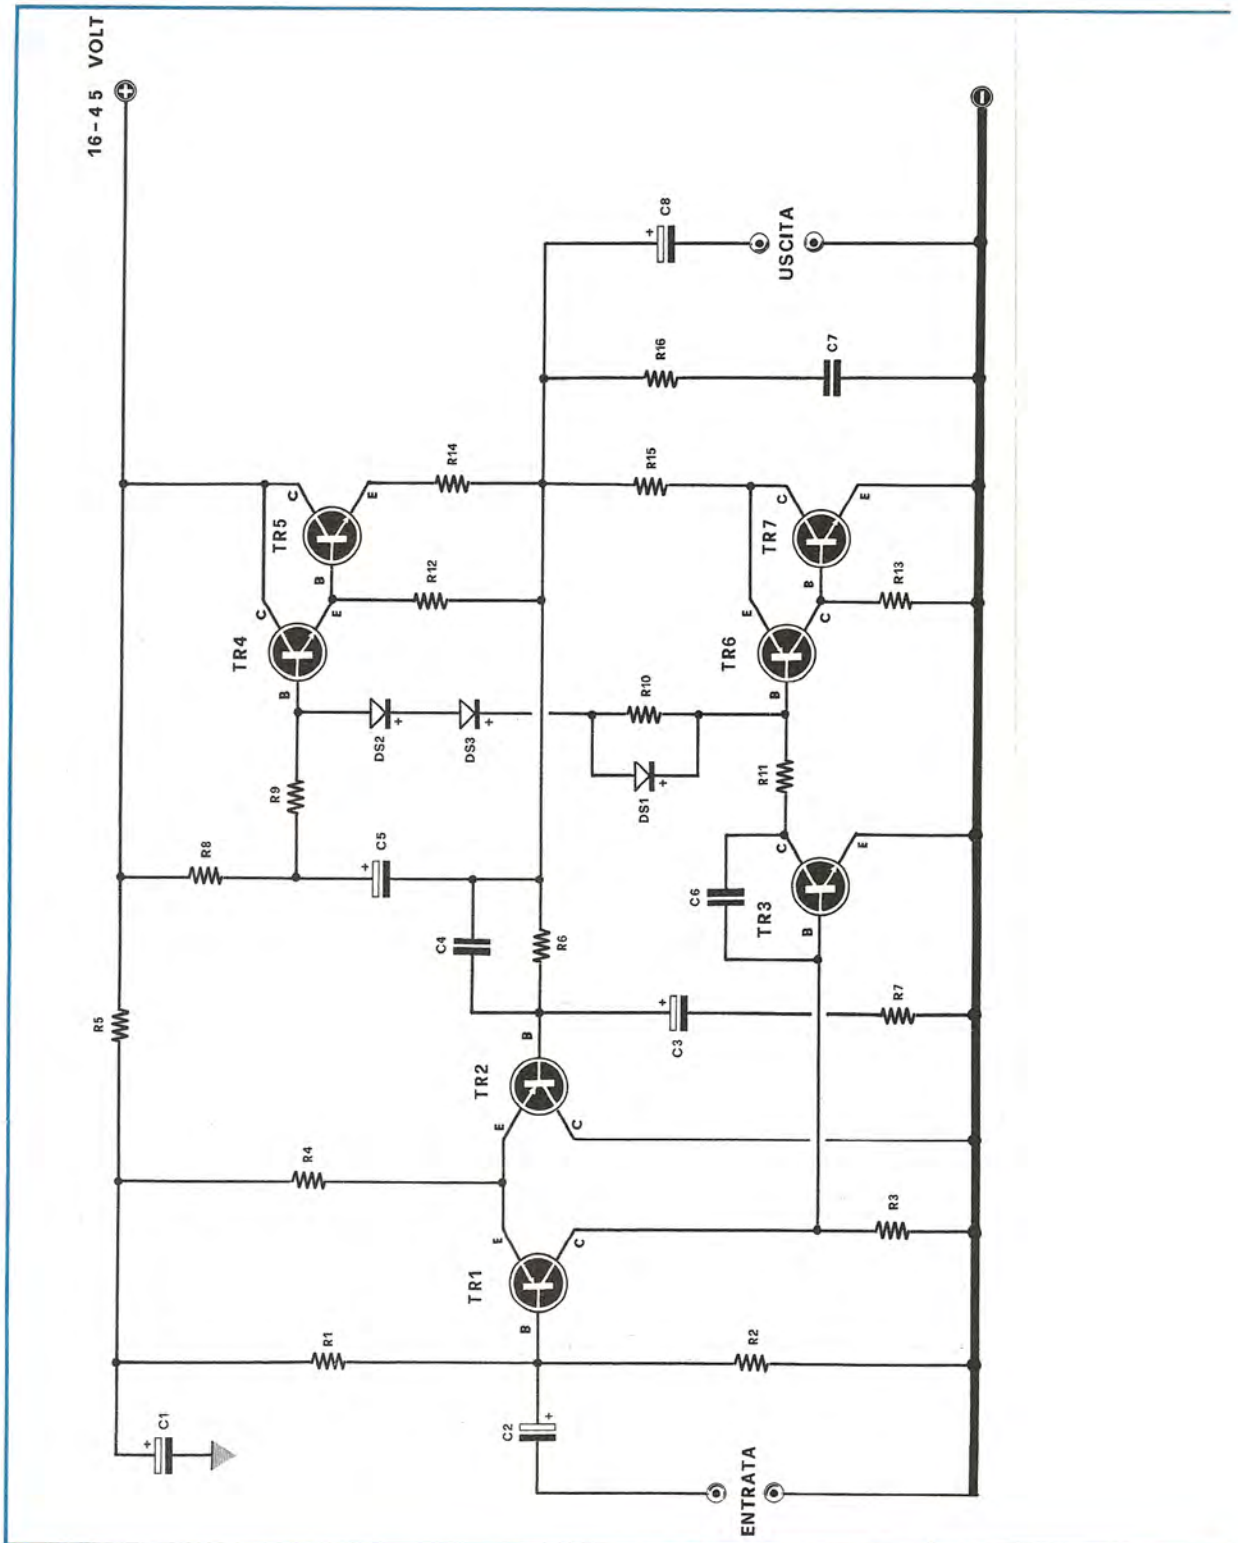 16-45 VOLT
+
R5
R1
R4
R8
R9
C1
+
TR4
B
C
E
TR5
B
C
E
R12
R14
DS2
+
DS3
+
C5
+
C4
R6
TR1
B
E
C
TR2
B
E
C
C2
+
ENTRATA
R2
R3
C3
+
R7
C6
TR3
B
C
E
R11
DS1
+
R10
TR6
B
E
C
TR7
B
C
E
R13
R15
R16
C7
C8
+
USCITA
-